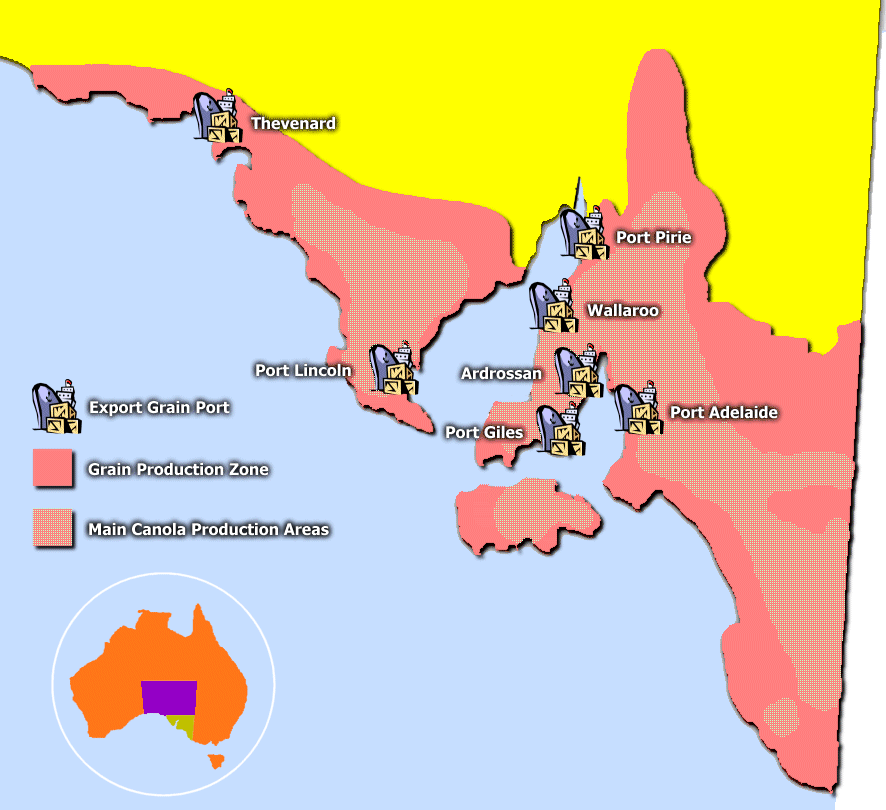 Thevenard
Port Pirie
Wallaroo
Port Lincoln
Ardrossan
Port Adelaide
Port Giles
Export Grain Port
Grain Production Zone
Main Canola Production Areas